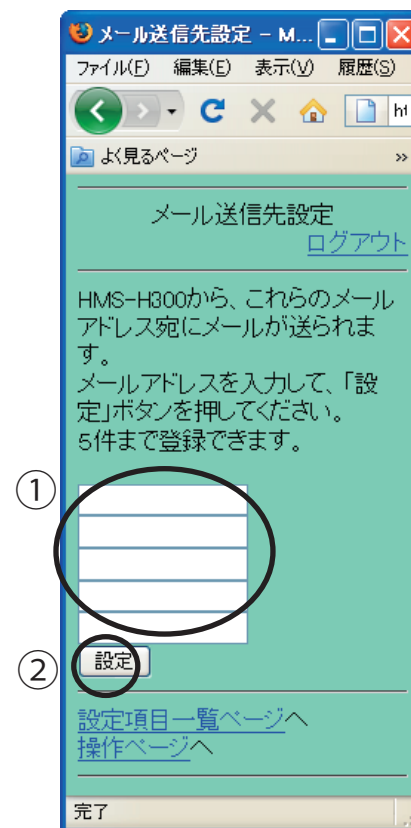 メール送信先設定 - M...
ファイル(F) 編集(E) 表示(V) 履歴(S)
よく見るページ »
メール送信先設定
ログアウト
HMS-H300から、これらのメール
アドレス宛にメールが送られま
す。
メールアドレスを入力して、「設
定」ボタンを押してください。
5件まで登録できます。
①
② 設定
設定項目一覧ページへ
操作ページへ
完了